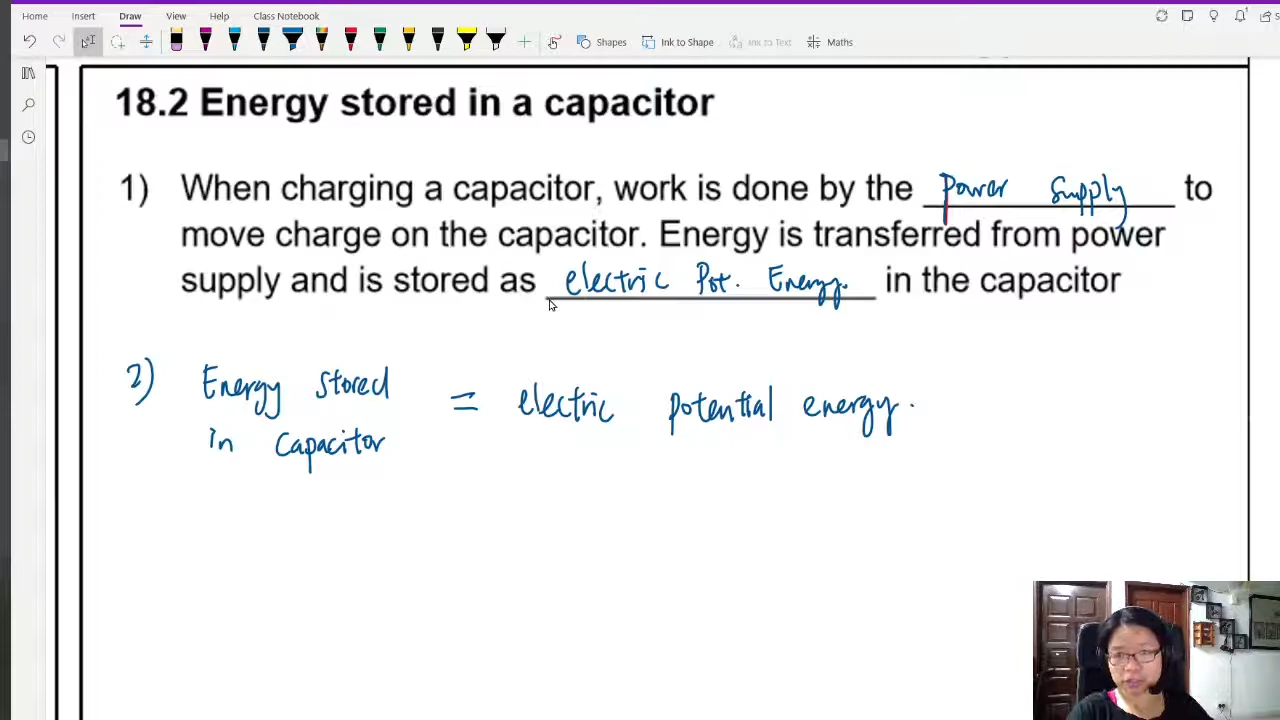 Home Insert Draw View Help Class Notebook
Shapes Ink to Shape Ink to Text Maths
18.2 Energy stored in a capacitor
1) When charging a capacitor, work is done by the Power Supply to
move charge on the capacitor. Energy is transferred from power
supply and is stored as electric Pot. Energy. in the capacitor
2) Energy stored = electric potential energy.
in capacitor